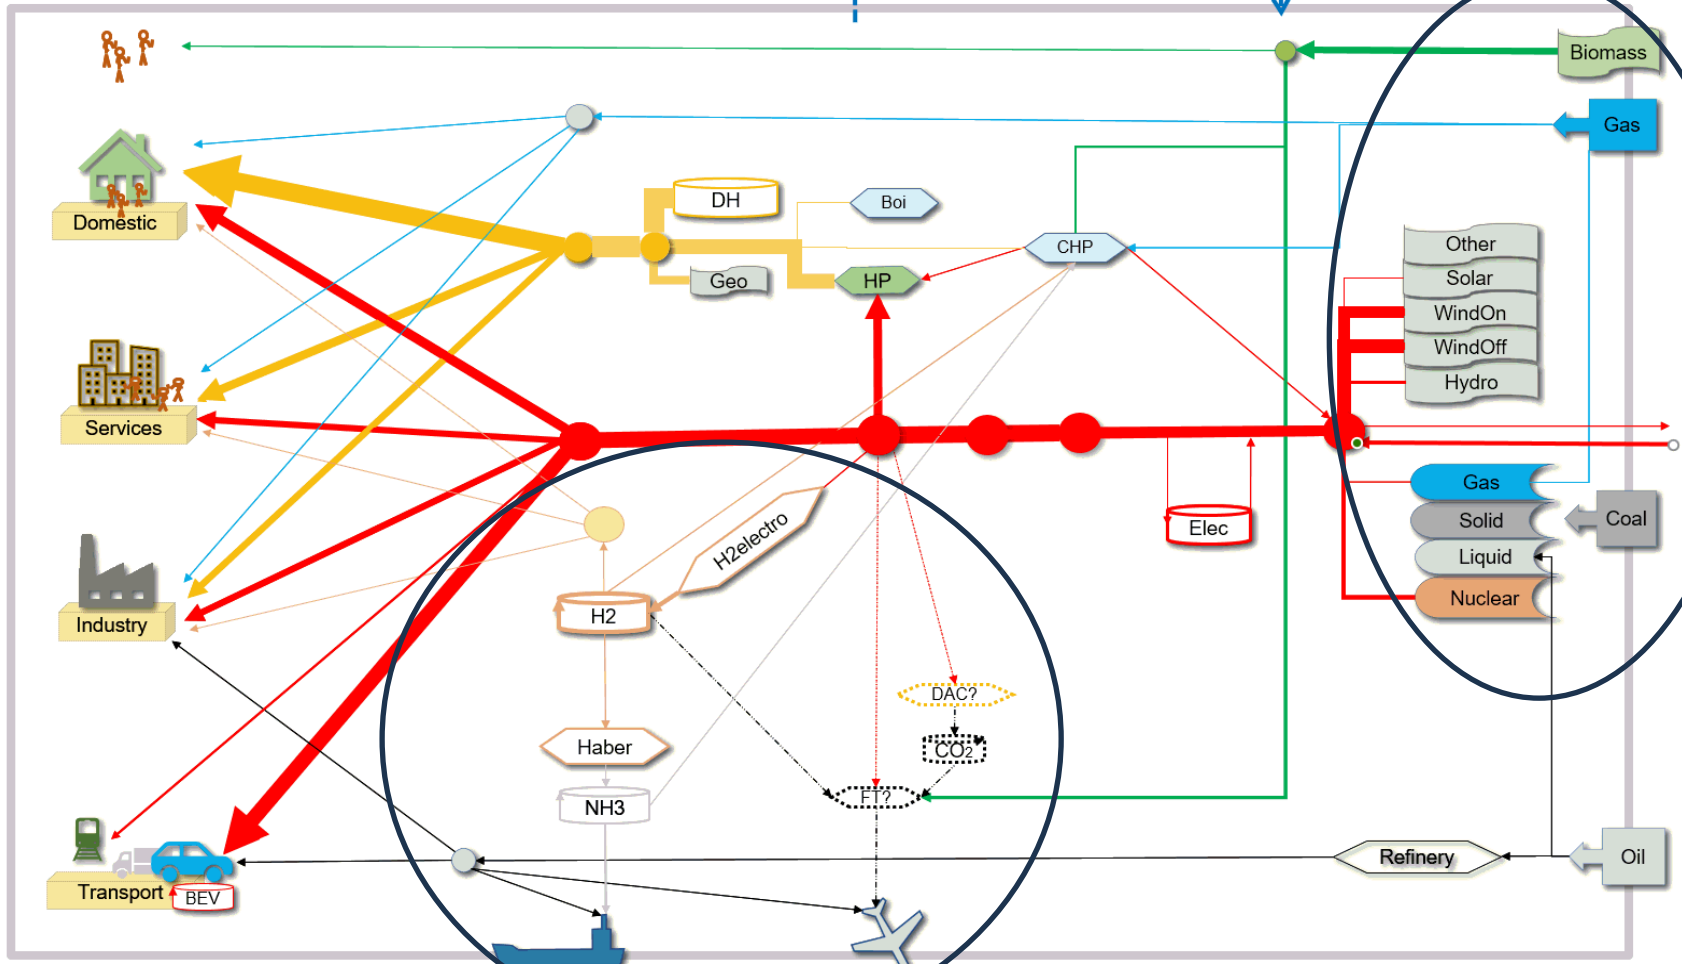 Biomass
Gas
Domestic
DH
Boi
CHP
Other
Geo
HP
Solar
WindOn
WindOff
Hydro
Services
Gas
H2electro
Elec
Solid
Coal
Liquid
H2
Nuclear
Industry
DAC?
Haber
CO2
FT?
NH3
Refinery
Oil
Transport
BEV